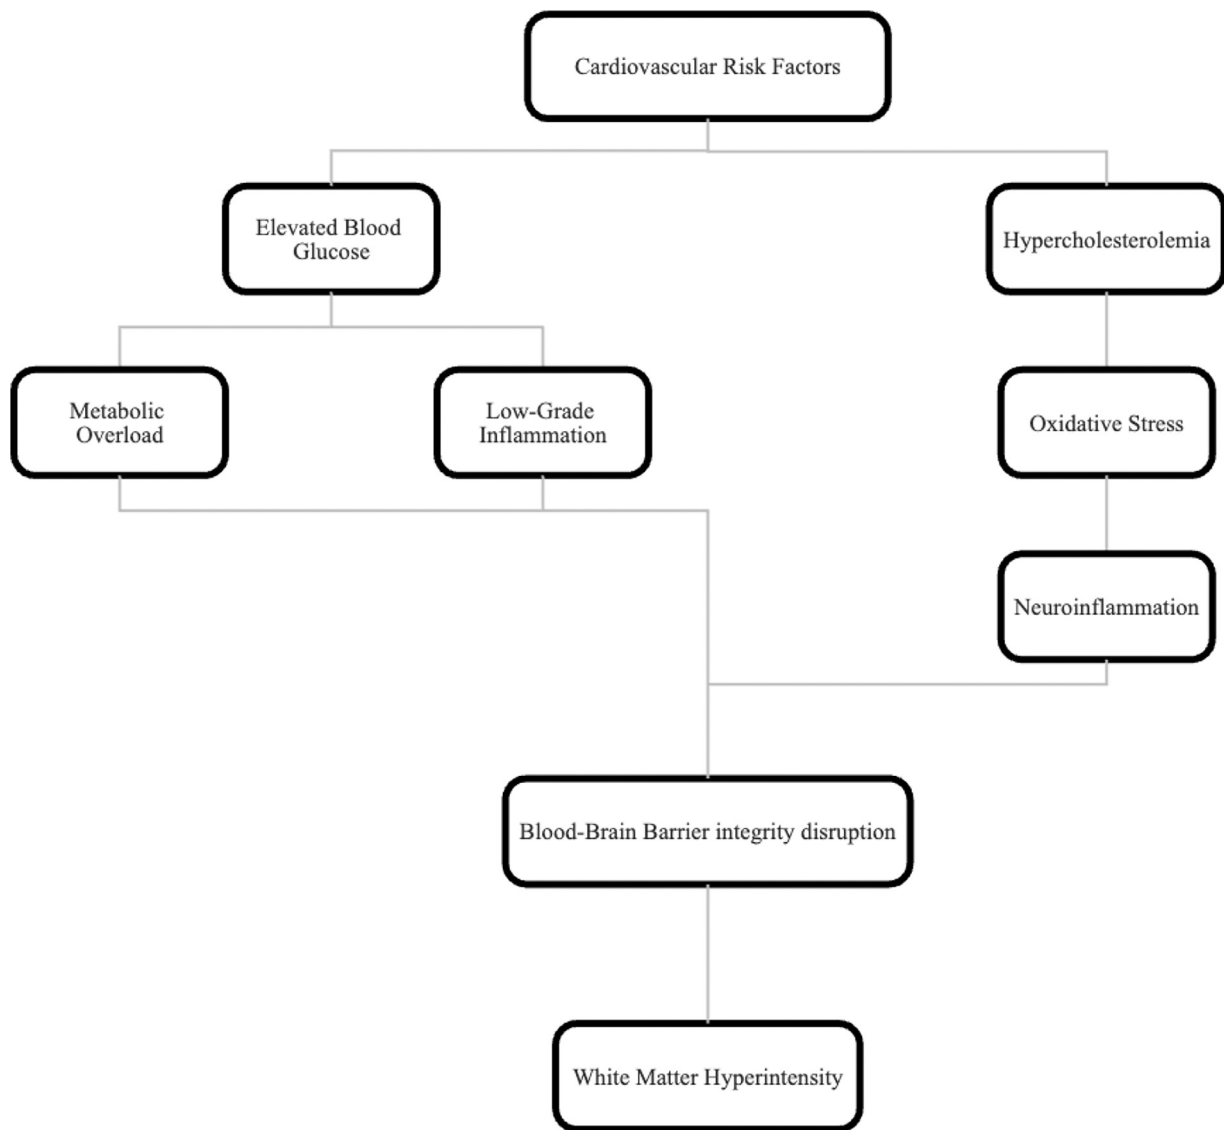 Cardiovascular Risk Factors
Elevated Blood
Glucose
Hypercholesterolemia
Metabolic
Overload
Low-Grade
Inflammation
Oxidative Stress
Neuroinflammation
Blood-Brain Barrier integrity disruption
White Matter Hyperintensity